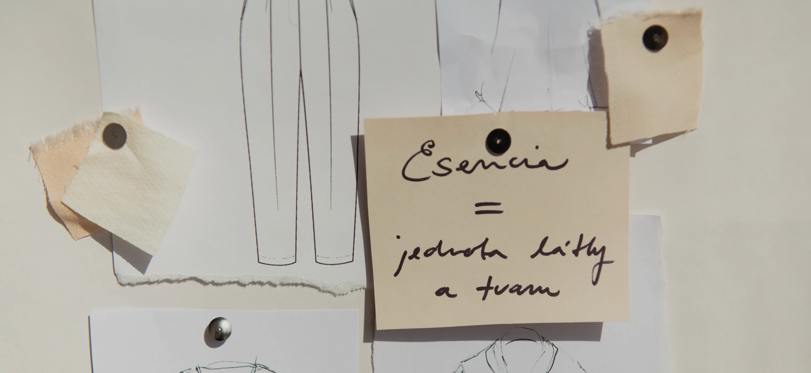 Esencia
=
jednota látky
a tvaru